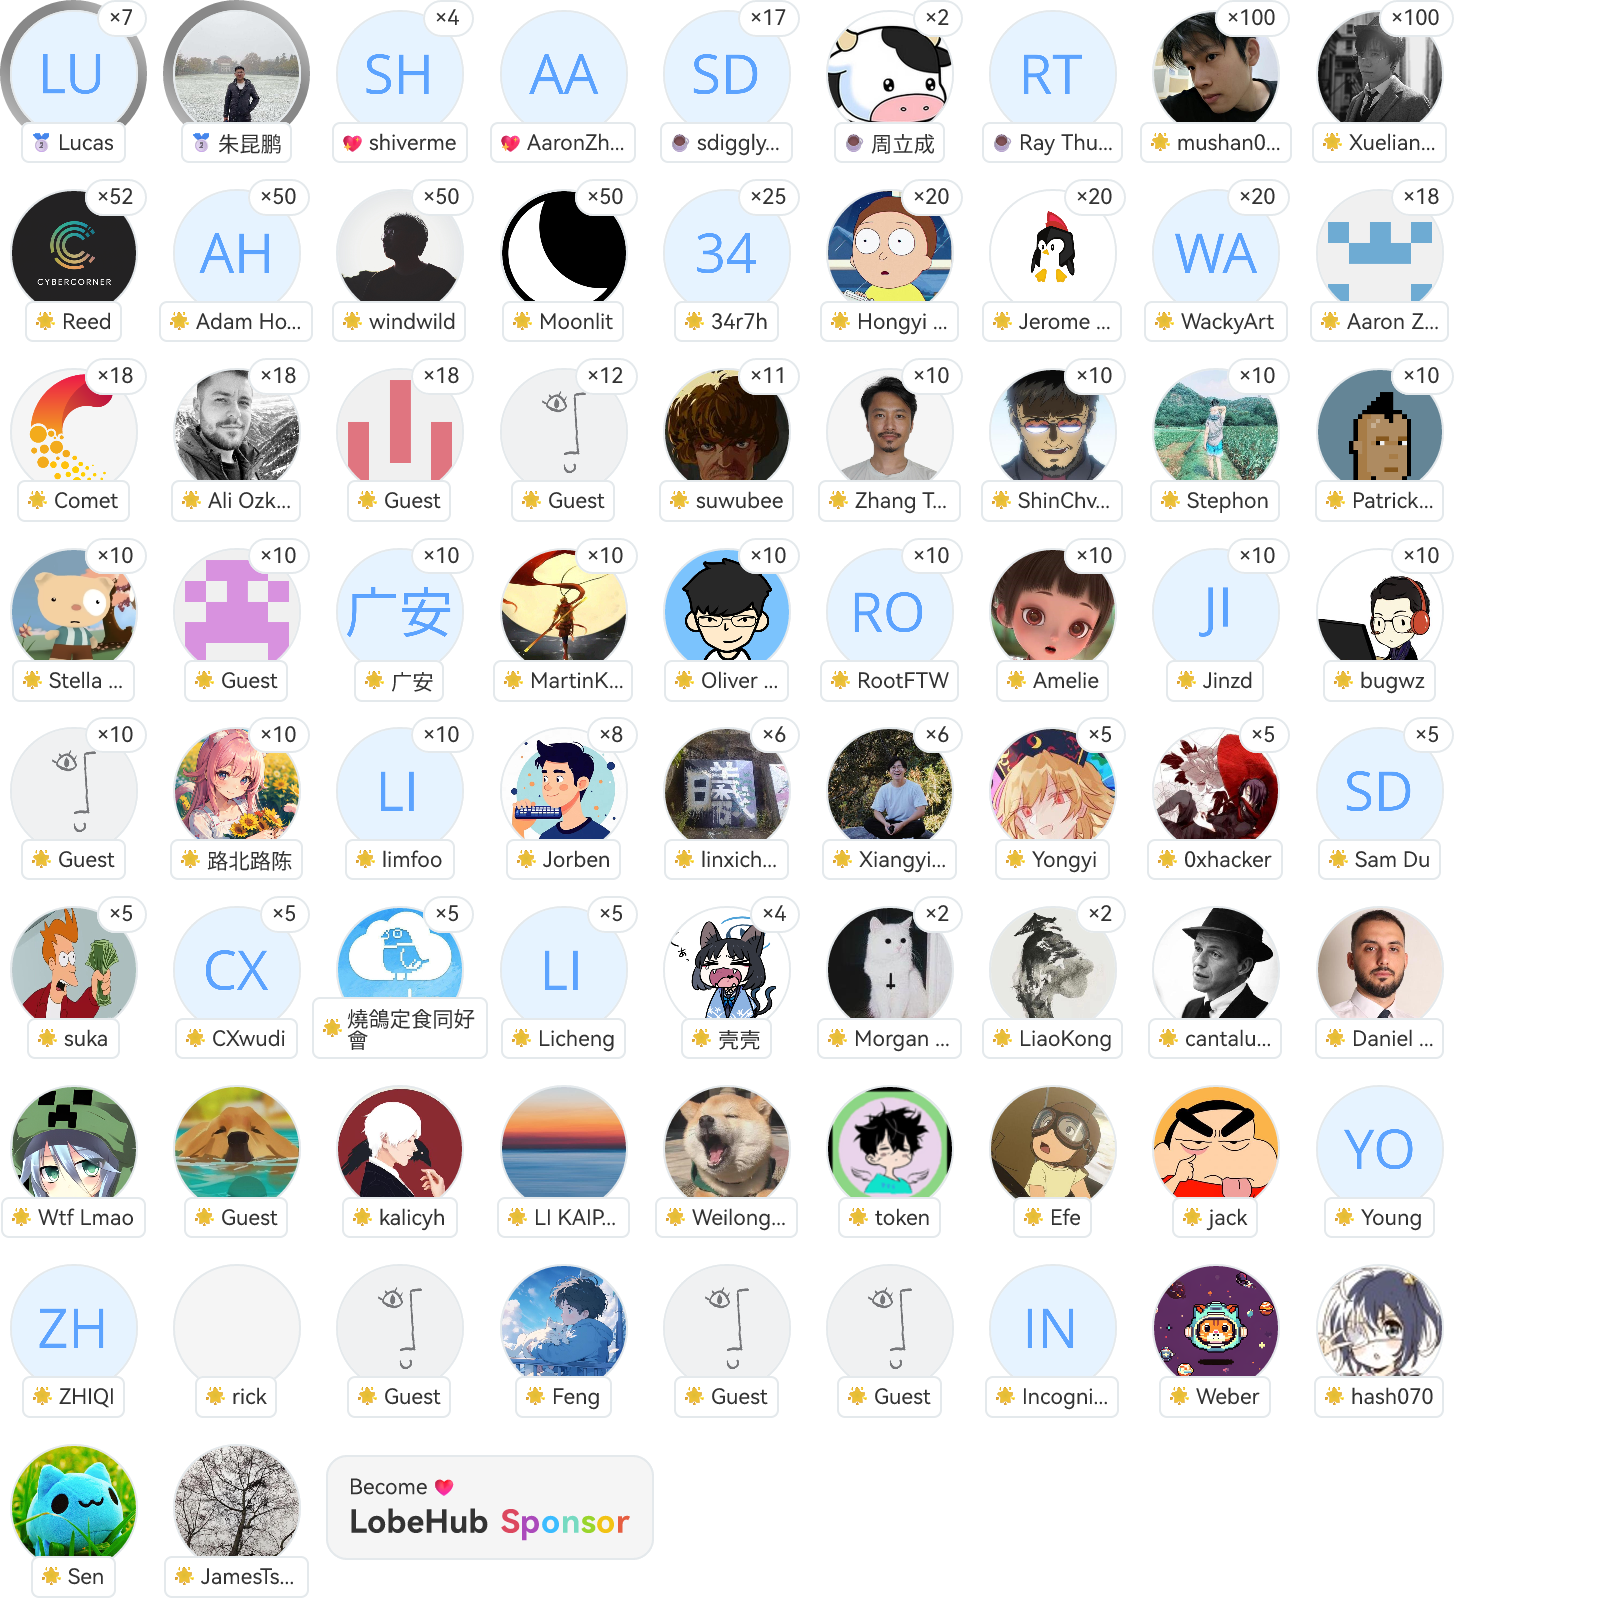 ×7 ×4 ×17 ×2 ×100 ×100
LU SH AA SD RT
Lucas 朱昆鹏 shiverme AaronZh... sdiggly... 周立成 Ray Thu... mushan0... Xuelian...
×52 ×50 ×50 ×50 ×25 ×20 ×20 ×20 ×18
CYBERCORNER AH 34 WA
Reed Adam Ho... windwild Moonlit 34r7h Hongyi ... Jerome ... WackyArt Aaron Z...
×18 ×18 ×18 ×12 ×11 ×10 ×10 ×10 ×10
Comet Ali Ozk... Guest Guest suwubee Zhang T... ShinChv... Stephon Patrick...
×10 ×10 ×10 ×10 ×10 ×10 ×10 ×10 ×10
广安 RO JI
Stella ... Guest 广安 MartinK... Oliver ... RootFTW Amelie Jinzd bugwz
×10 ×10 ×10 ×8 ×6 ×6 ×5 ×5 ×5
LI SD
Guest 路北路陈 limfoo Jorben linxich... Xiangyi... Yongyi 0xhacker Sam Du
×5 ×5 ×5 ×5 ×4 ×2 ×2
CX LI
suka CXwudi 燒鴿定食同好會 Licheng 壳壳 Morgan ... LiaoKong cantalu... Daniel ...
YO
Wtf Lmao Guest kalicyh LI KAIP... Weilong... token Efe jack Young
ZH IN
ZHIQI rick Guest Feng Guest Guest Incogni... Weber hash070
Sen JamesTs...
Become
LobeHub Sponsor